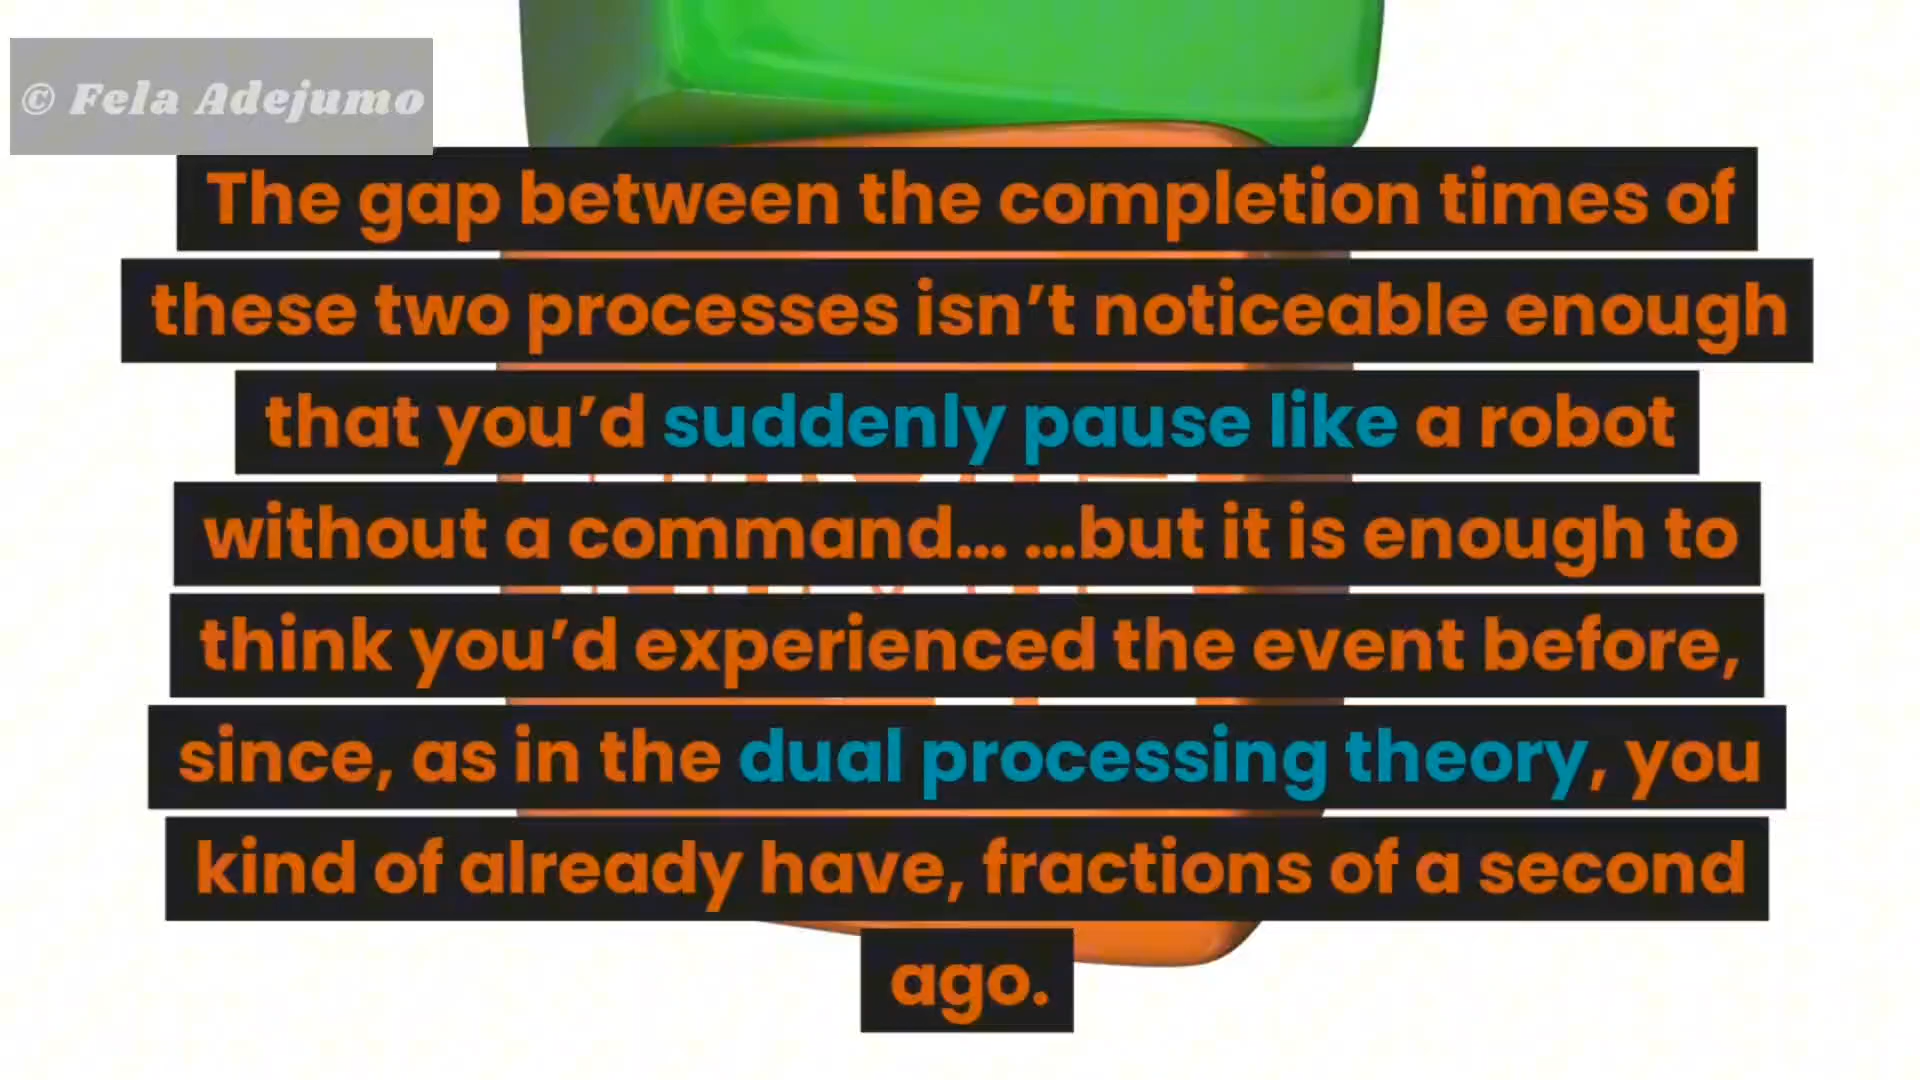 © Fela Adejumo
The gap between the completion times of
these two processes isn’t noticeable enough
that you’d suddenly pause like a robot
without a command... ...but it is enough to
think you’d experienced the event before,
since, as in the dual processing theory, you
kind of already have, fractions of a second
ago.